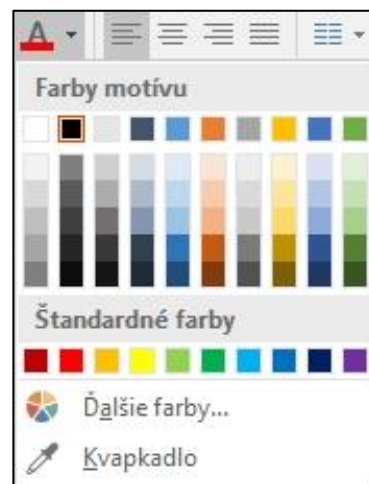 A
Farby motívu
Štandardné farby
Ďalšie farby...
Kvapkadlo